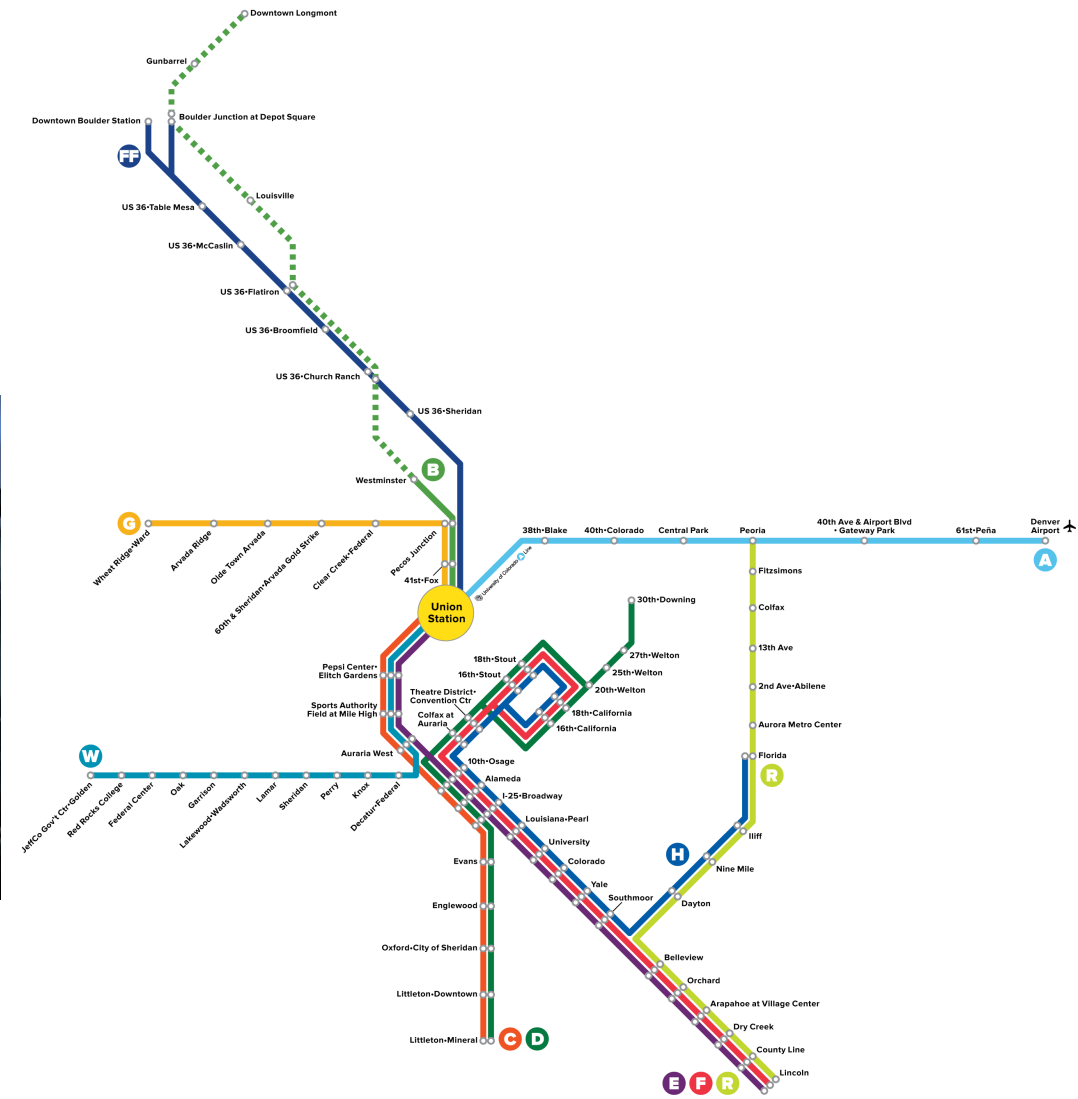 Downtown Longmont
Gunbarrel
Downtown Boulder Station
Boulder Junction at Depot Square
FF
Louisville
US 36•Table Mesa
US 36•McCaslin
US 36•Flatiron
US 36•Broomfield
US 36•Church Ranch
US 36•Sheridan
B
Westminster
G
Wheat Ridge•Ward
Arvada Ridge
Olde Town Arvada
60th & Sheridan•Arvada Gold Strike
Clear Creek•Federal
Pecos Junction
41st•Fox
38th•Blake
40th•Colorado
Central Park
Peoria
40th Ave & Airport Blvd
• Gateway Park
61st•Peña
Denver
Airport
A
University of Colorado
Line
Union
Station
Fitzsimons
Colfax
13th Ave
2nd Ave•Abilene
Aurora Metro Center
Florida
R
Iliff
Nine Mile
Dayton
H
30th•Downing
27th•Welton
25th•Welton
20th•Welton
18th•California
16th•California
18th•Stout
16th•Stout
Theatre District•
Convention Ctr
Colfax at
Auraria
Pepsi Center•
Elitch Gardens
Sports Authority
Field at Mile High
Auraria West
W
JeffCo Gov't Ctr•Golden
Red Rocks College
Federal Center
Oak
Garrison
Lakewood•Wadsworth
Lamar
Sheridan
Perry
Knox
Decatur•Federal
10th•Osage
Alameda
I-25•Broadway
Louisiana•Pearl
University
Colorado
Yale
Southmoor
Evans
Englewood
Oxford•City of Sheridan
Littleton•Downtown
Littleton•Mineral
C
D
Belleview
Orchard
Arapahoe at Village Center
Dry Creek
County Line
Lincoln
E
F
R